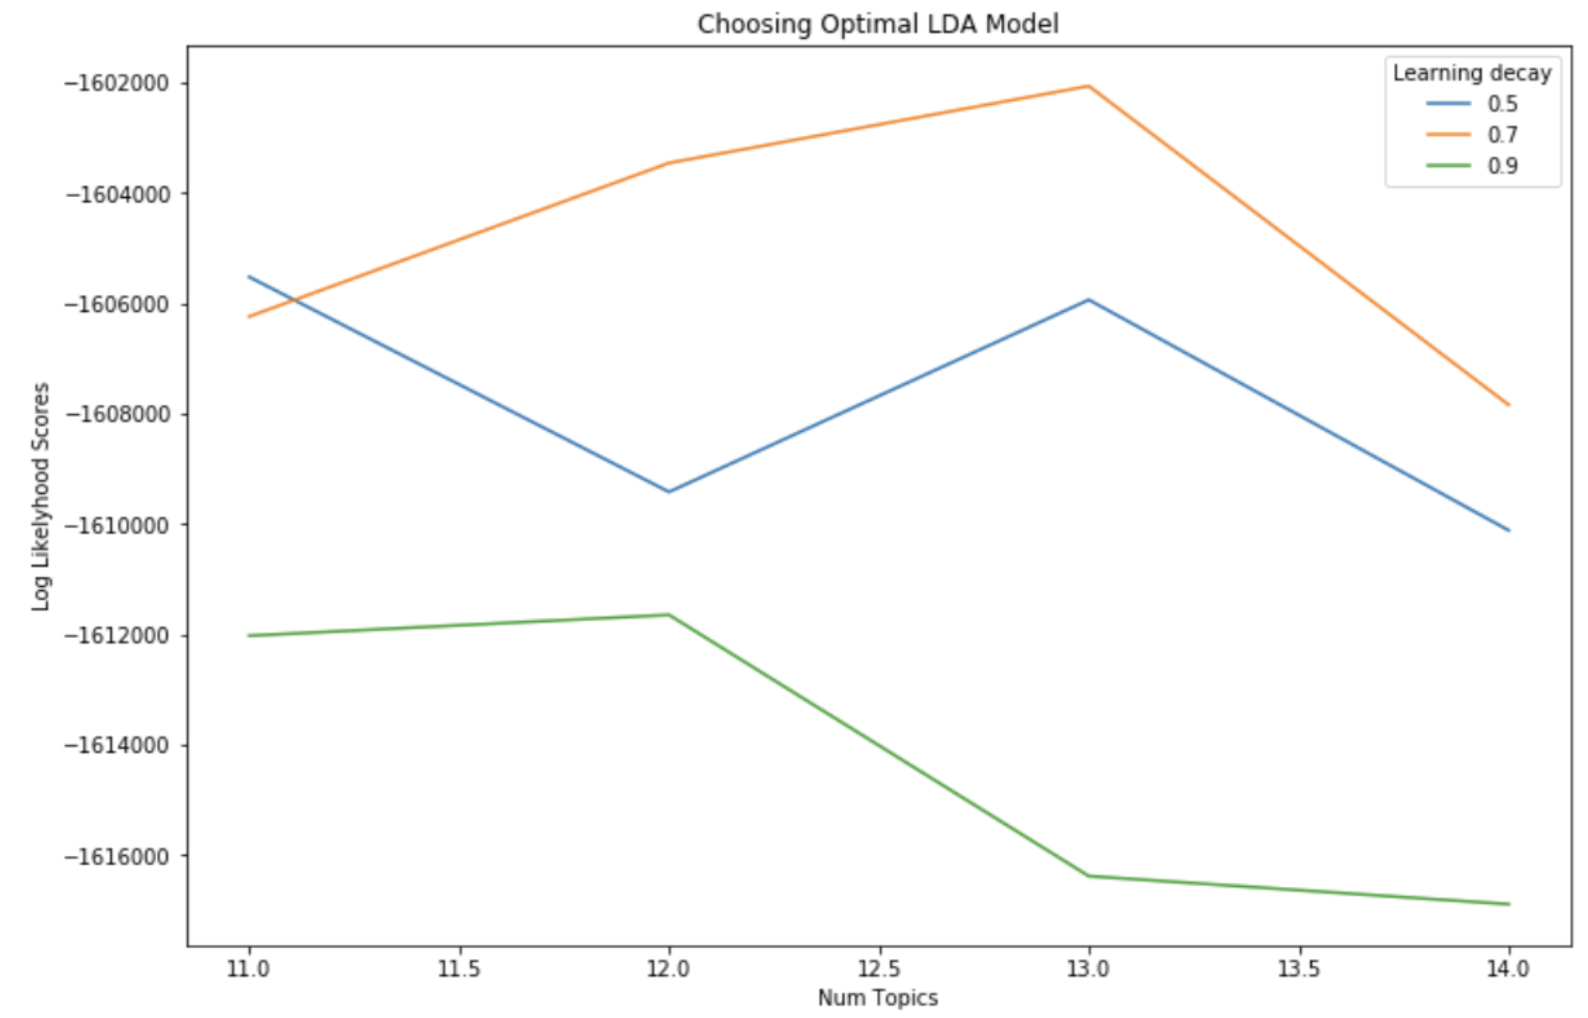 Choosing Optimal LDA Model
Learning decay
0.5
0.7
0.9
Log Likelyhood Scores
−1602000
−1604000
−1606000
−1608000
−1610000
−1612000
−1614000
−1616000
11.0 11.5 12.0 12.5 13.0 13.5 14.0
Num Topics